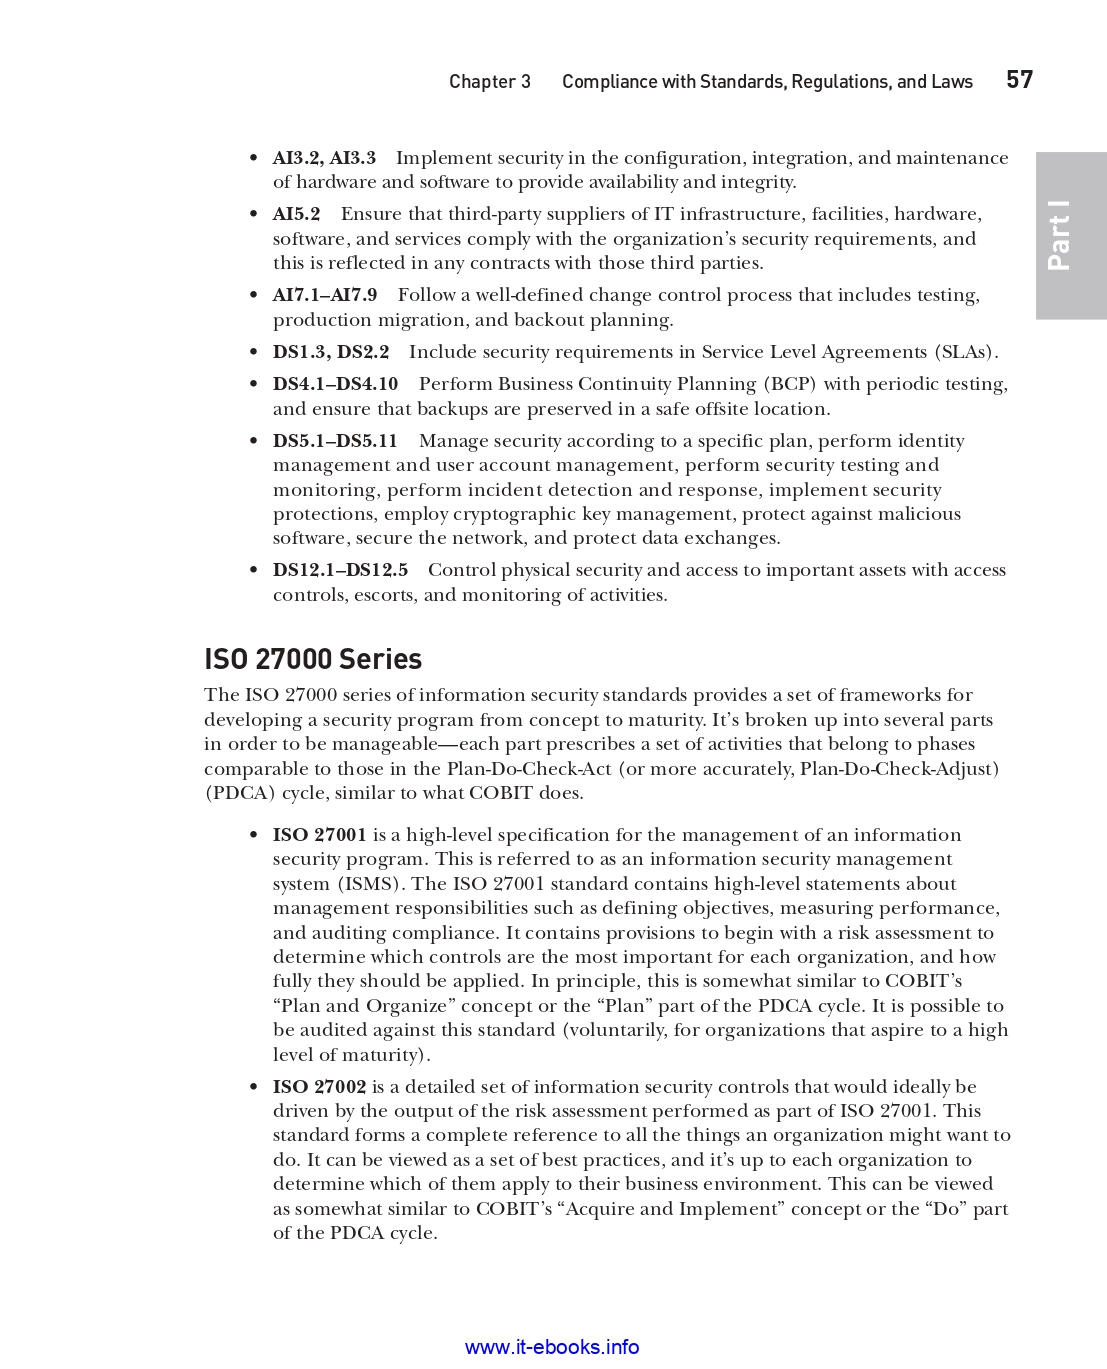 Chapter 3 Compliance with Standards, Regulations, and Laws 57
Part I
• AI3.2, AI3.3 Implement security in the configuration, integration, and maintenance
of hardware and software to provide availability and integrity.
• AI5.2 Ensure that third-party suppliers of IT infrastructure, facilities, hardware,
software, and services comply with the organization’s security requirements, and
this is reflected in any contracts with those third parties.
• AI7.1–AI7.9 Follow a well-defined change control process that includes testing,
production migration, and backout planning.
• DS1.3, DS2.2 Include security requirements in Service Level Agreements (SLAs).
• DS4.1–DS4.10 Perform Business Continuity Planning (BCP) with periodic testing,
and ensure that backups are preserved in a safe offsite location.
• DS5.1–DS5.11 Manage security according to a specific plan, perform identity
management and user account management, perform security testing and
monitoring, perform incident detection and response, implement security
protections, employ cryptographic key management, protect against malicious
software, secure the network, and protect data exchanges.
• DS12.1–DS12.5 Control physical security and access to important assets with access
controls, escorts, and monitoring of activities.
ISO 27000 Series
The ISO 27000 series of information security standards provides a set of frameworks for
developing a security program from concept to maturity. It’s broken up into several parts
in order to be manageable—each part prescribes a set of activities that belong to phases
comparable to those in the Plan-Do-Check-Act (or more accurately, Plan-Do-Check-Adjust)
(PDCA) cycle, similar to what COBIT does.
• ISO 27001 is a high-level specification for the management of an information
security program. This is referred to as an information security management
system (ISMS). The ISO 27001 standard contains high-level statements about
management responsibilities such as defining objectives, measuring performance,
and auditing compliance. It contains provisions to begin with a risk assessment to
determine which controls are the most important for each organization, and how
fully they should be applied. In principle, this is somewhat similar to COBIT’s
“Plan and Organize” concept or the “Plan” part of the PDCA cycle. It is possible to
be audited against this standard (voluntarily, for organizations that aspire to a high
level of maturity).
• ISO 27002 is a detailed set of information security controls that would ideally be
driven by the output of the risk assessment performed as part of ISO 27001. This
standard forms a complete reference to all the things an organization might want to
do. It can be viewed as a set of best practices, and it’s up to each organization to
determine which of them apply to their business environment. This can be viewed
as somewhat similar to COBIT’s “Acquire and Implement” concept or the “Do” part
of the PDCA cycle.
www.it-ebooks.info